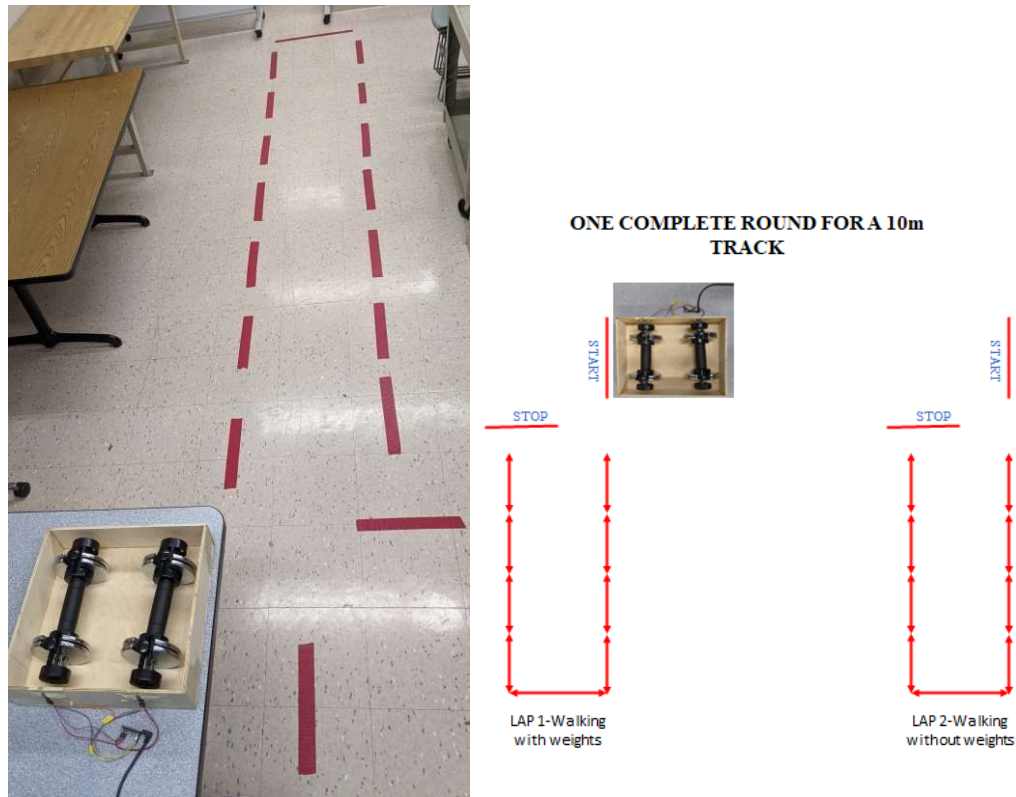 ONE COMPLETE ROUND FOR A 10m
TRACK
START
STOP
START
STOP
LAP 1-Walking
with weights
LAP 2-Walking
without weights